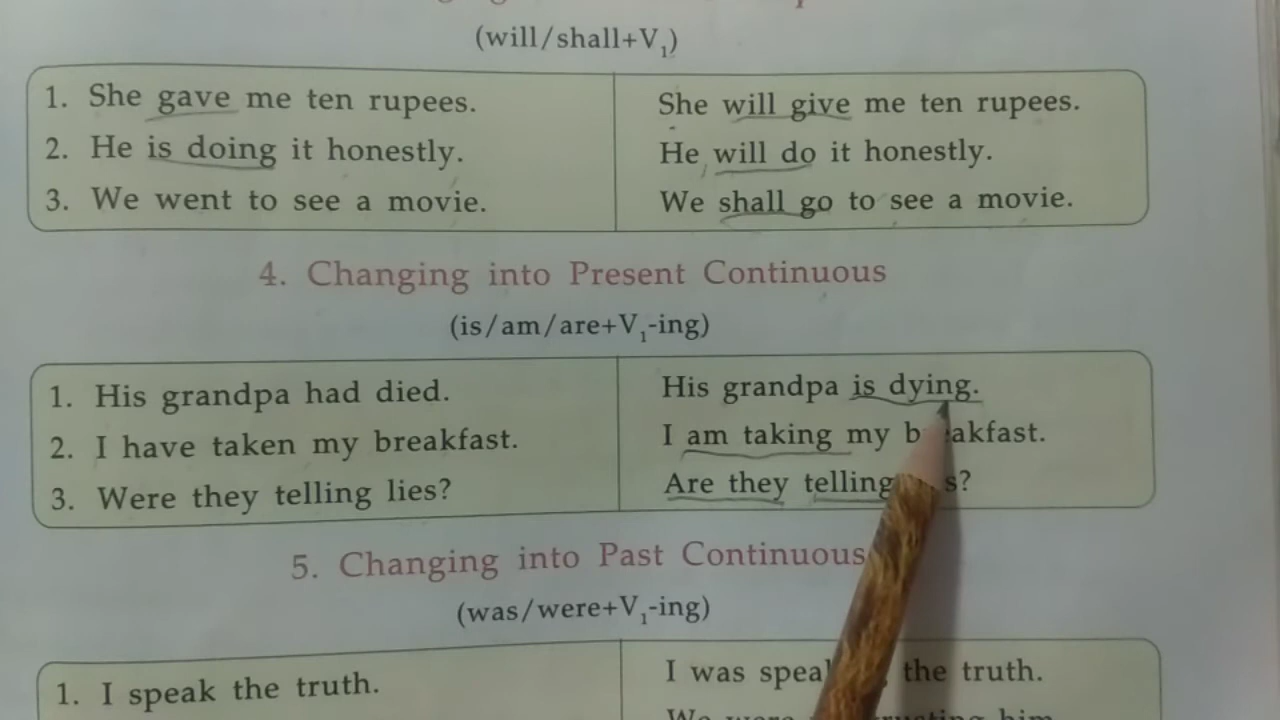 (will/shall+V₁)
1. She gave me ten rupees. She will give me ten rupees.
2. He is doing it honestly. He will do it honestly.
3. We went to see a movie. We shall go to see a movie.
4. Changing into Present Continuous
(is/am/are+V₁-ing)
1. His grandpa had died. His grandpa is dying.
2. I have taken my breakfast. I am taking my
3. Were they telling lies? Are they telling
5. Changing into Past Continuous
(was/were+V₁-ing)
1. I speak the truth. I was the truth.
him